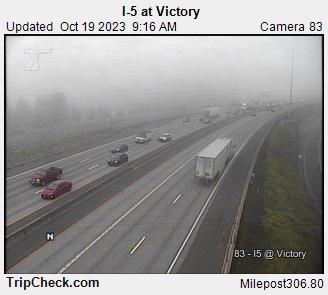 I-5 at Victory
Updated Oct 19 2023 9:16 AM Camera 83
N
83 - I5 @ Victory
TripCheck.com Milepost306.80